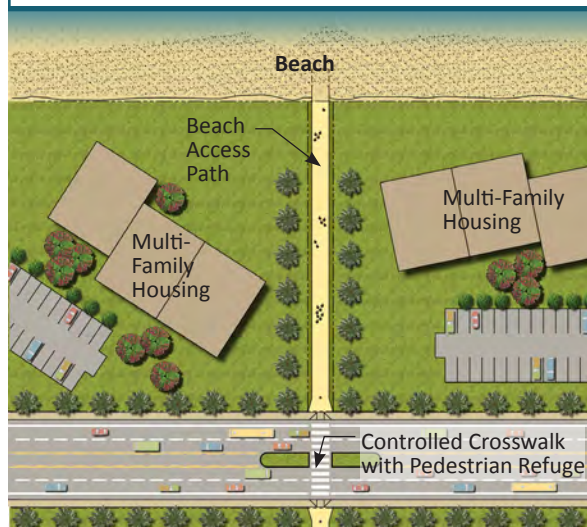 Beach
Beach
Access
Path
Multi-
Family
Housing
Multi-Family
Housing
Controlled Crosswalk
with Pedestrian Refuge